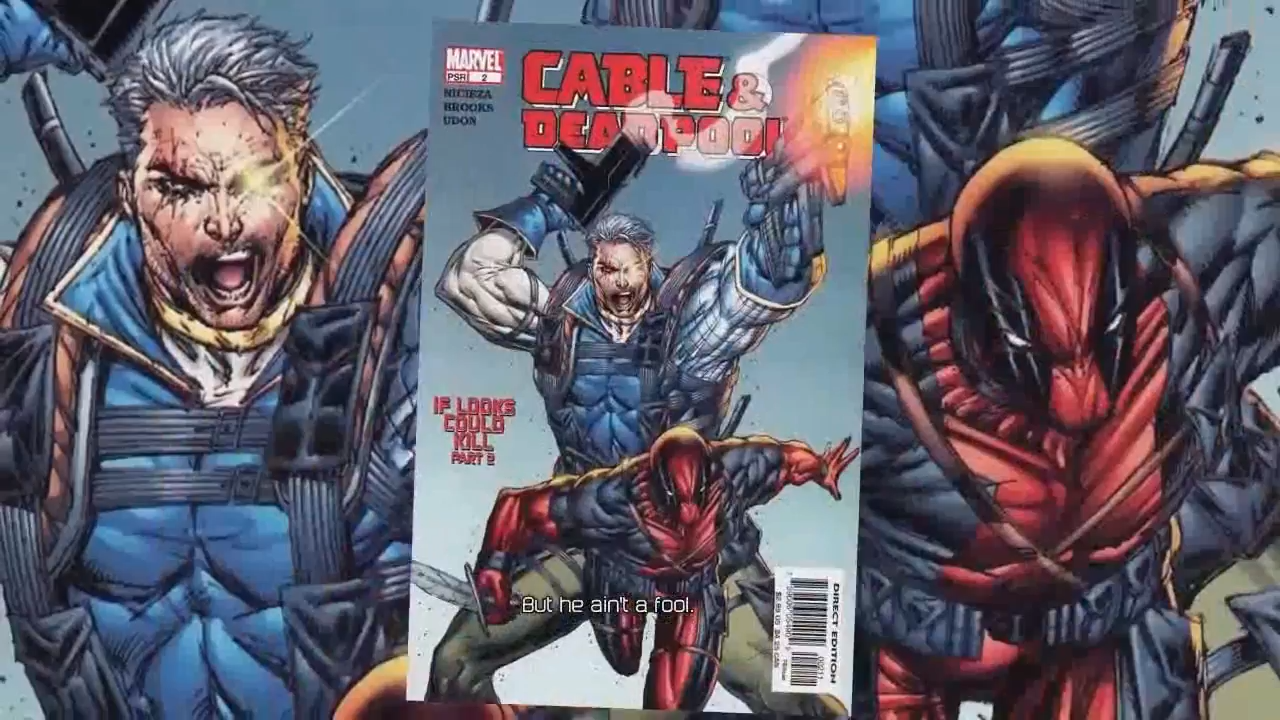 MARVEL
PSR 2
NICIEZA
BROOKS
UDON
CABLE &
DEADPOOL
IF LOOKS
COULD
KILL
PART 2
But he ain't a fool.
DIRECT EDITION